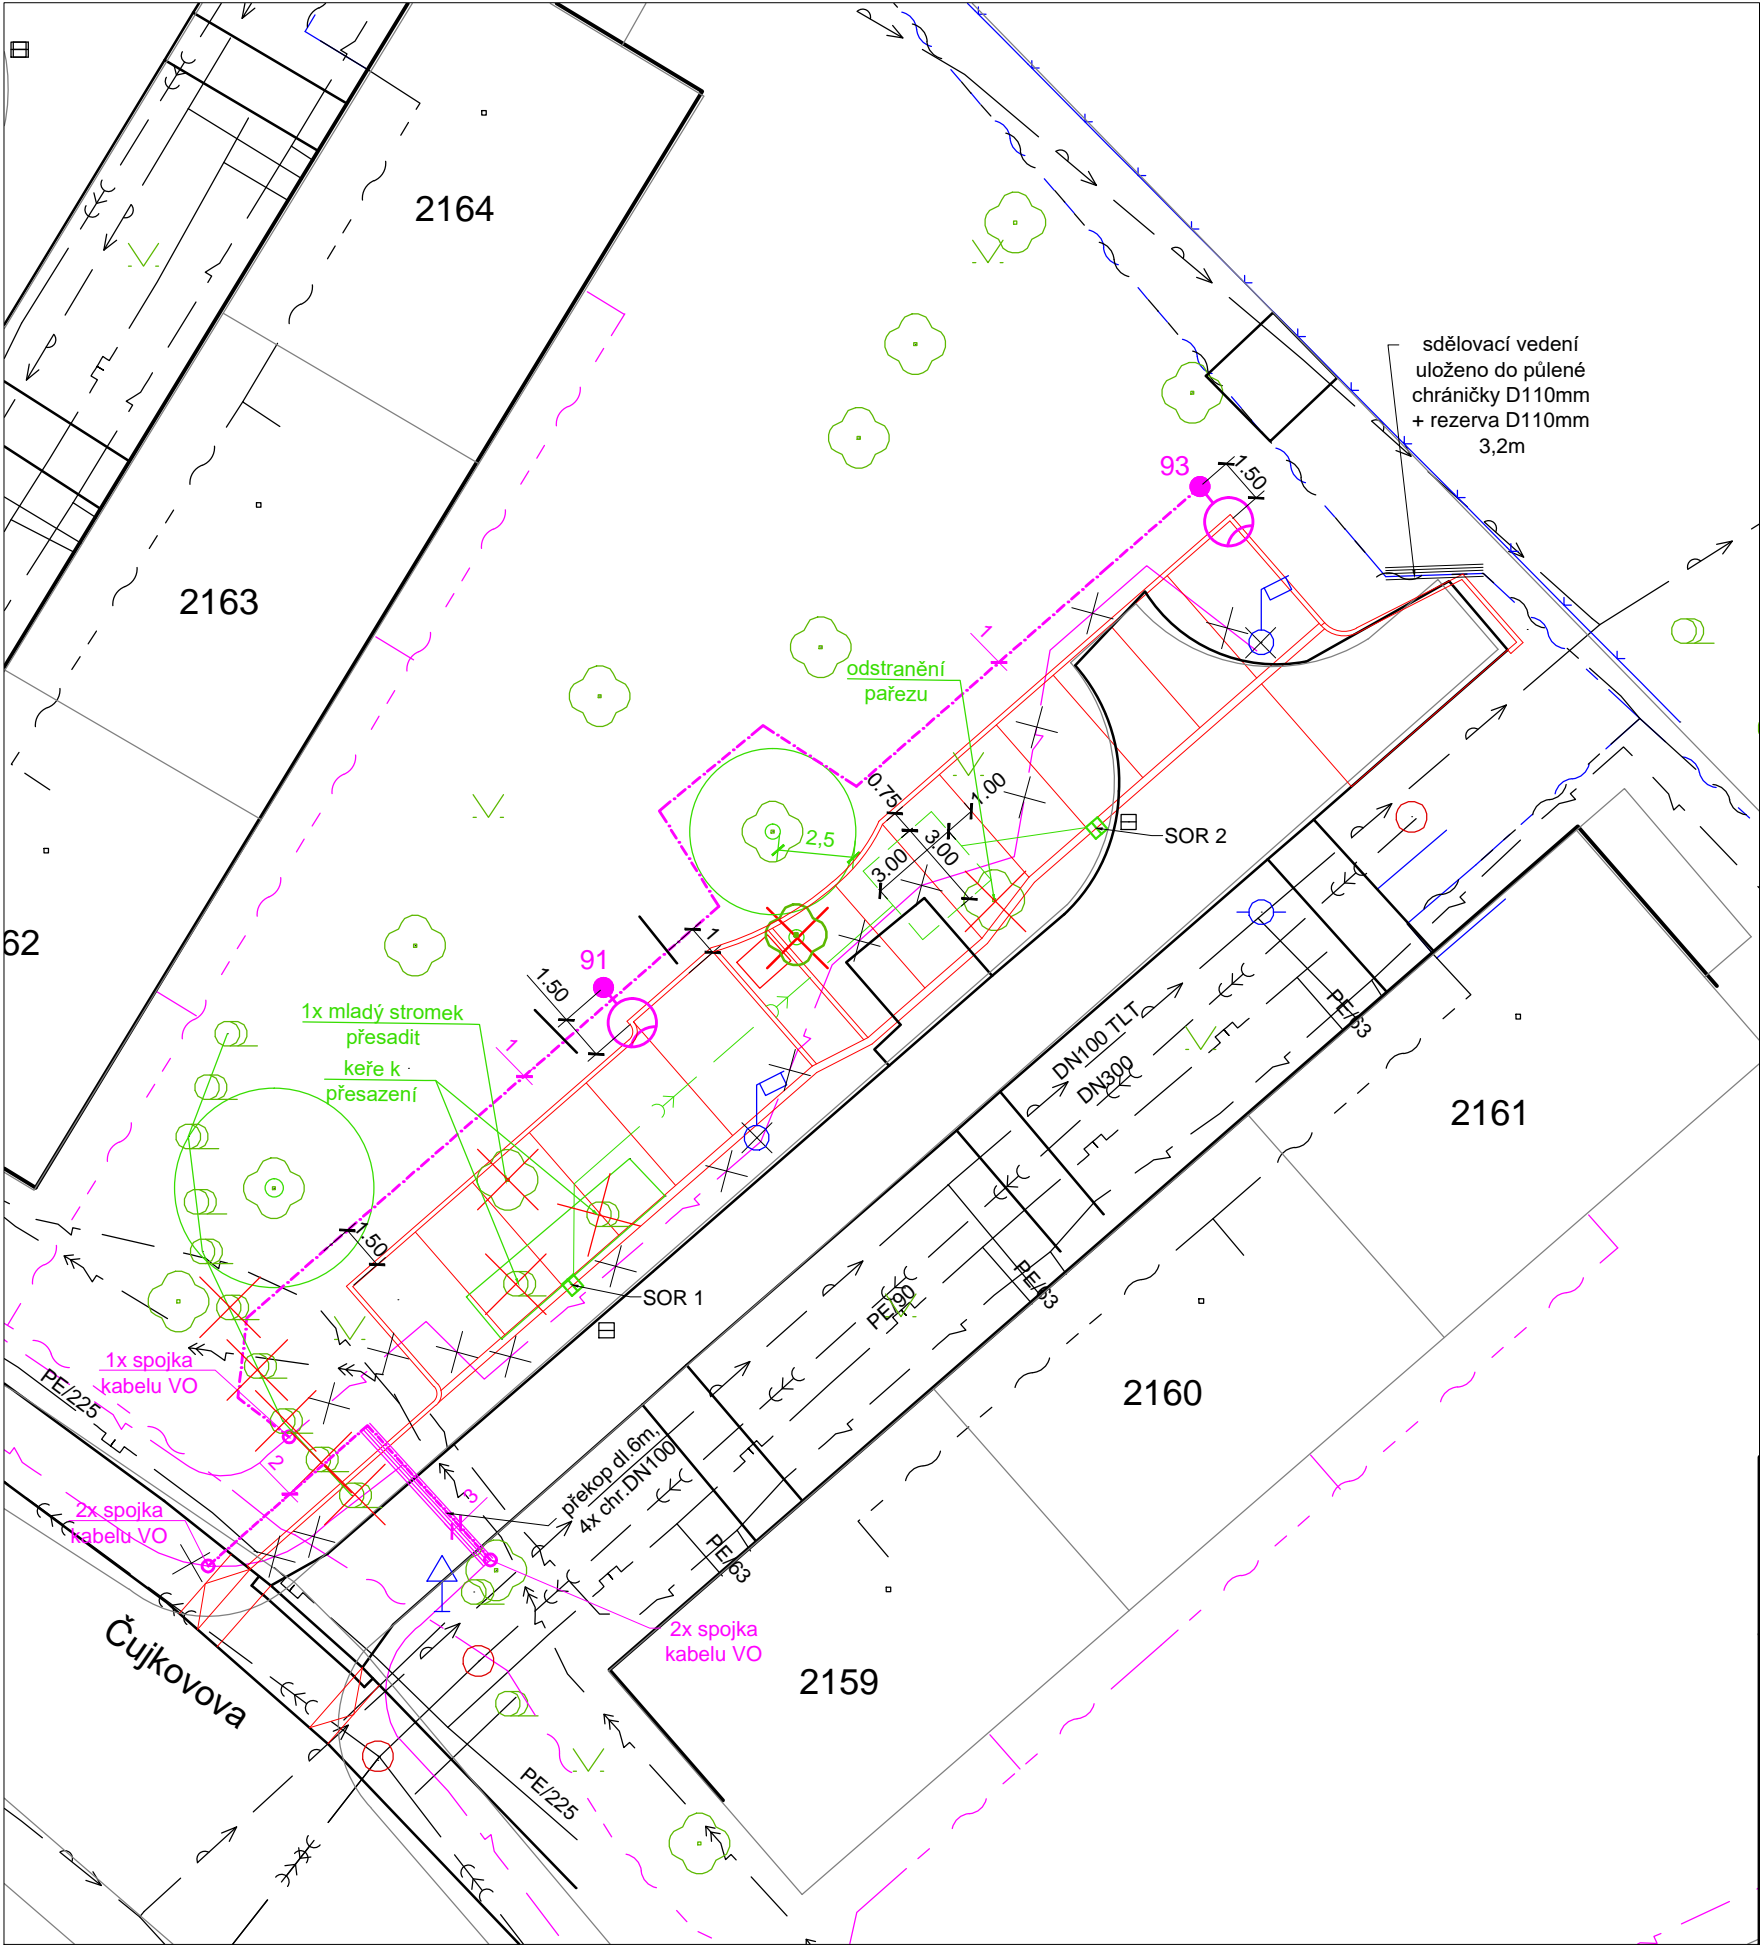 2164
sdělovací vedení
uloženo do půlené
chráničky D110mm
+ rezerva D110mm
3,2m
93
1.50
2163
1
odstranění
pařezu
0.75
1.00
2,5
3.00
3.00
SOR 2
62
1
91
1.50
1x mladý stromek
přesadit
1
keře k
přesazení
PE/63
DN100 TLT
DN300
2161
1.50
PE/63
SOR 1
PE/90
1x spojka
kabelu VO
PE/225
2160
2
překop dl.6m,
4x chr.DN100
3
2x spojka
kabelu VO
PE/63
Čujkovova
2x spojka
kabelu VO
2159
PE/225